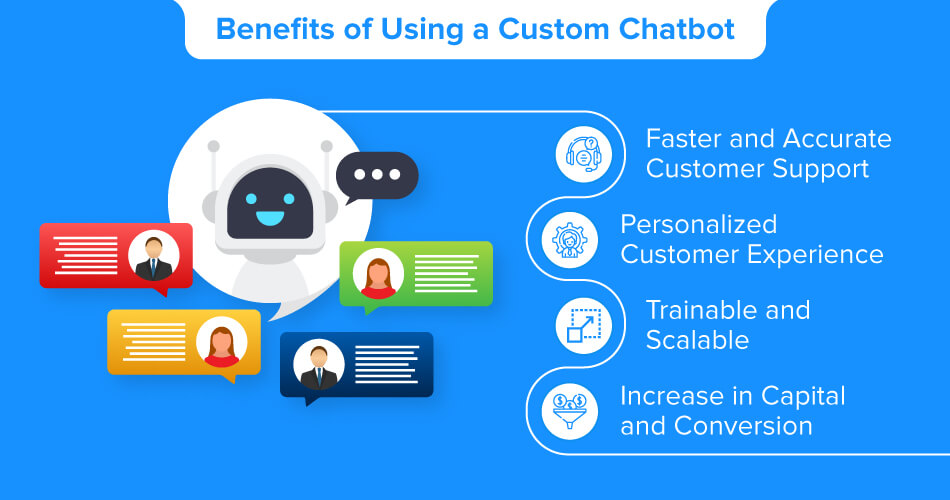 Benefits of Using a Custom Chatbot
Faster and Accurate
Customer Support
Personalized
Customer Experience
Trainable and
Scalable
Increase in Capital
and Conversion